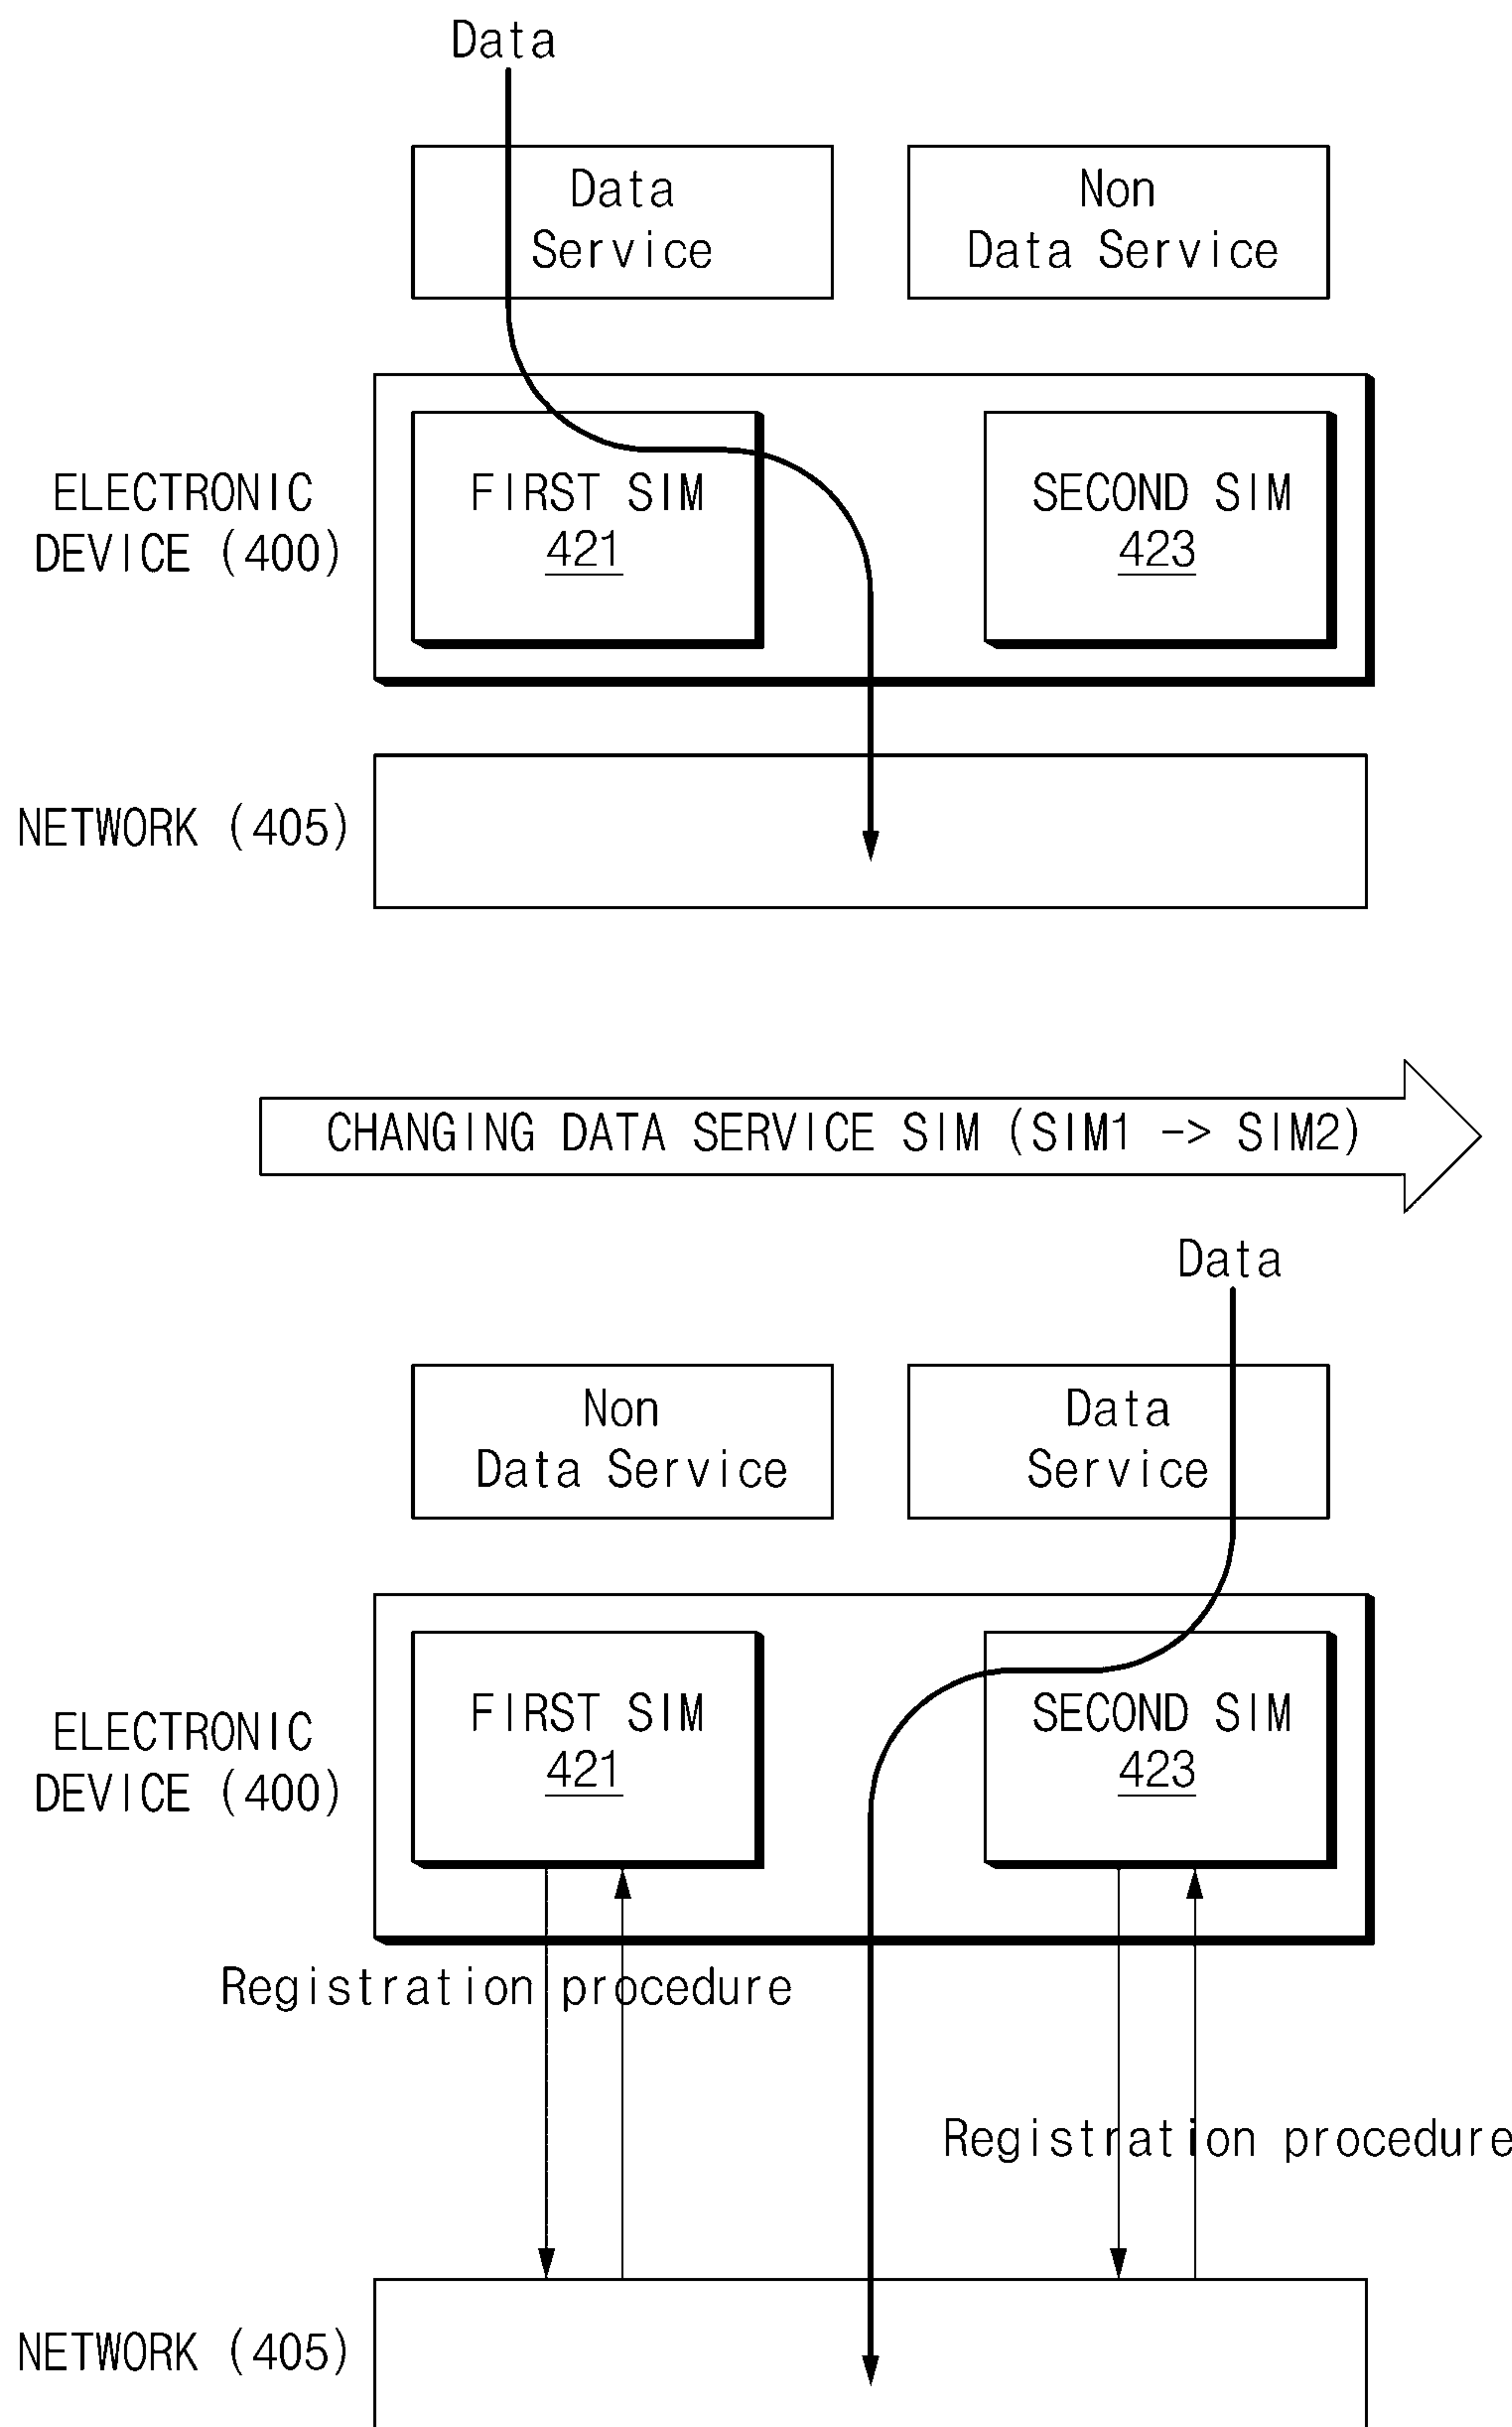 Data
Data
Service
Non
Data Service
ELECTRONIC
DEVICE (400)
FIRST SIM
421
SECOND SIM
423
NETWORK (405)
CHANGING DATA SERVICE SIM (SIM1 -> SIM2)
Data
Non
Data Service
Data
Service
ELECTRONIC
DEVICE (400)
FIRST SIM
421
SECOND SIM
423
Registration procedure
Registration procedure
NETWORK (405)